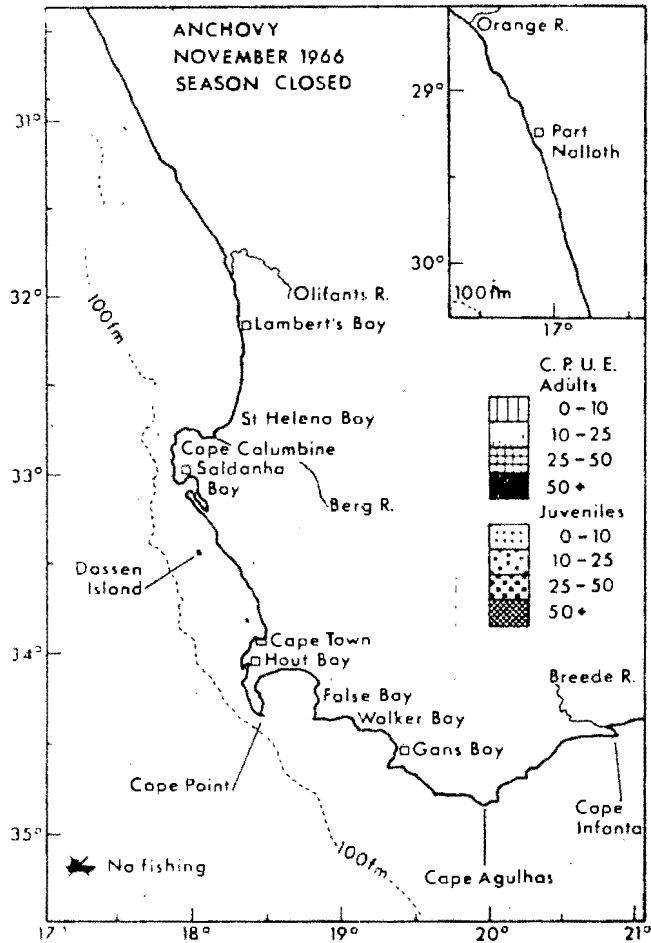 ANCHOVY
NOVEMBER 1966
SEASON CLOSED
Orange R.
29°
Part
Nalloth
30°
100fm
17°
31°
32°
33°
34°
35°
100fm
Olifants R.
Lambert's Bay
St Helena Bay
Cape Calumbine
Saldanha
Bay
Berg R.
Dassen
Island
Cape Town
Hout Bay
False Bay
Walker Bay
Gans Bay
Breede R.
Cape Point
Cape
Infanta
Cape Agulhas
100fm
No fishing
C. P. U. E.
Adults
0-10
10-25
25-50
50+
Juveniles
0-10
10-25
25-50
50+
17°
18°
19°
20°
21°